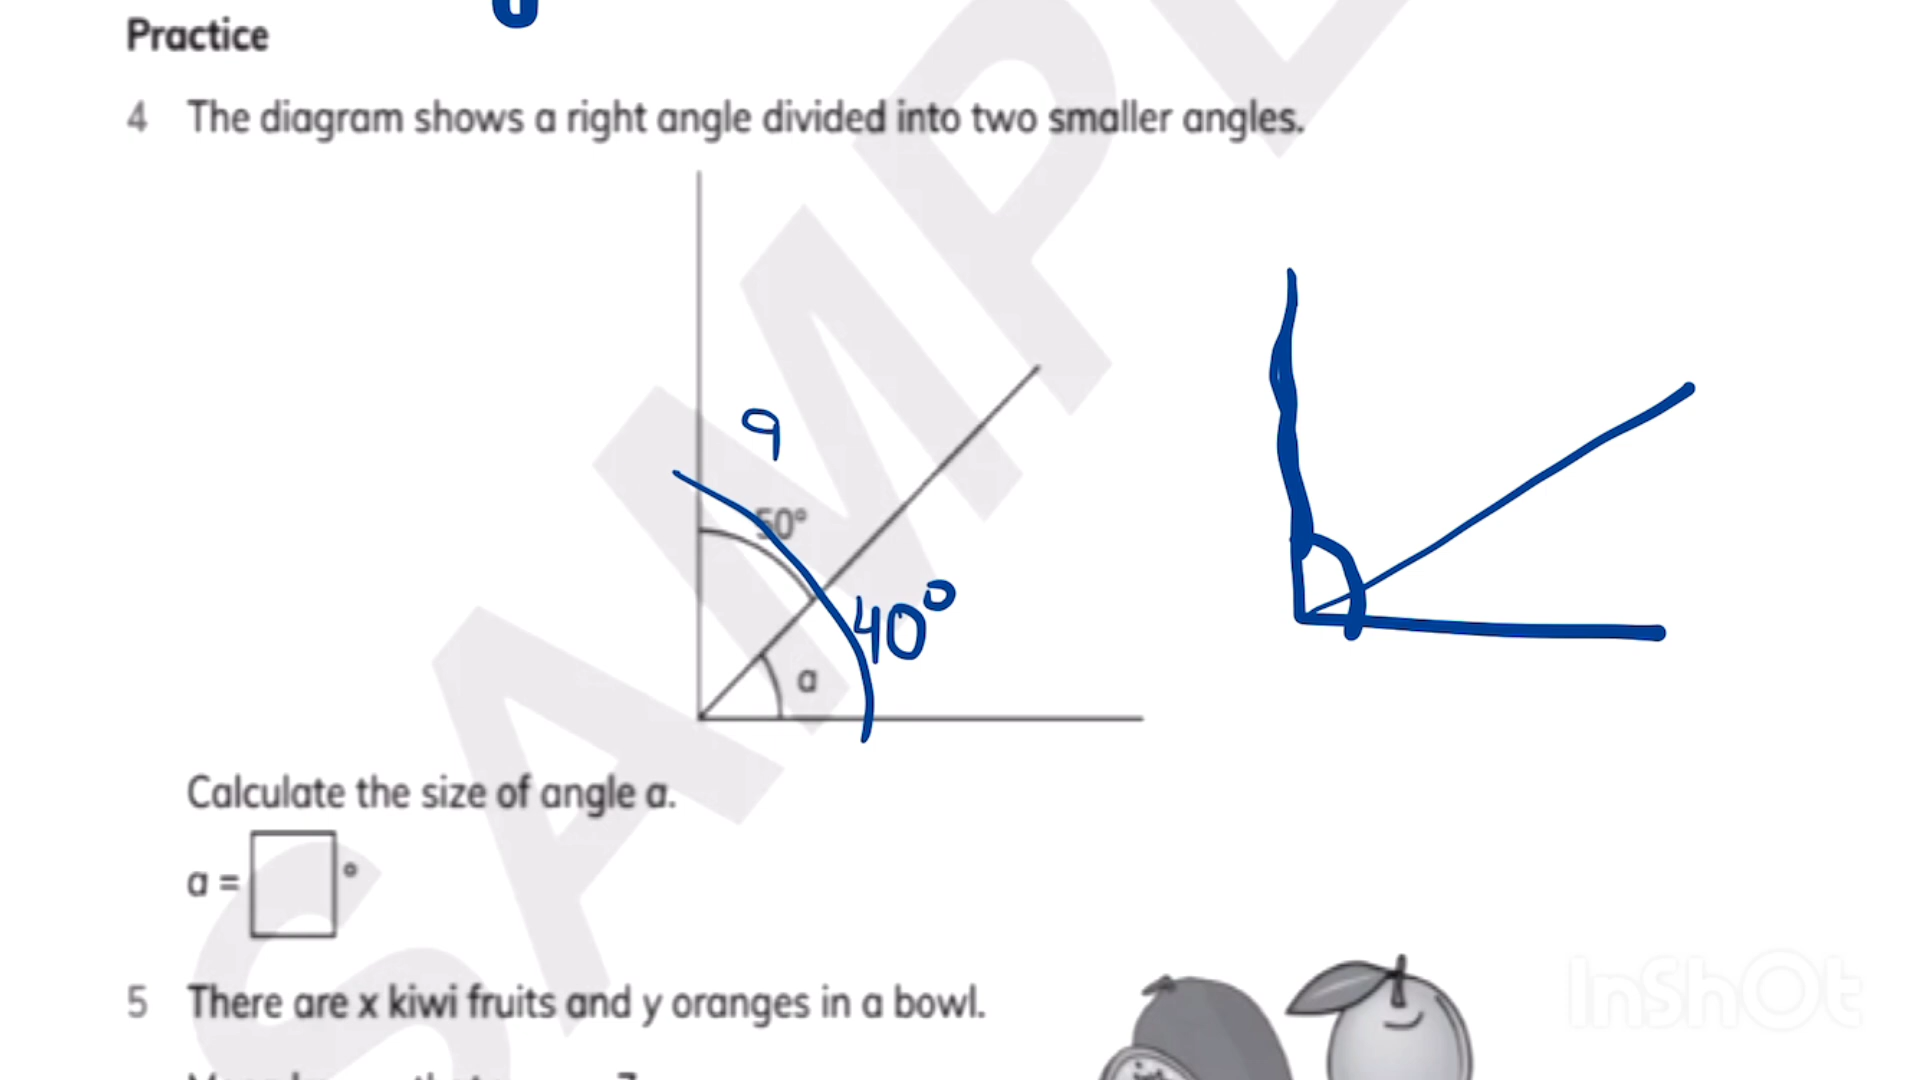 Practice
4 The diagram shows a right angle divided into two smaller angles.
9
50°
40°
a
Calculate the size of angle a.
a = °
5 There are x kiwi fruits and y oranges in a bowl.
SAMPLE
InShOt